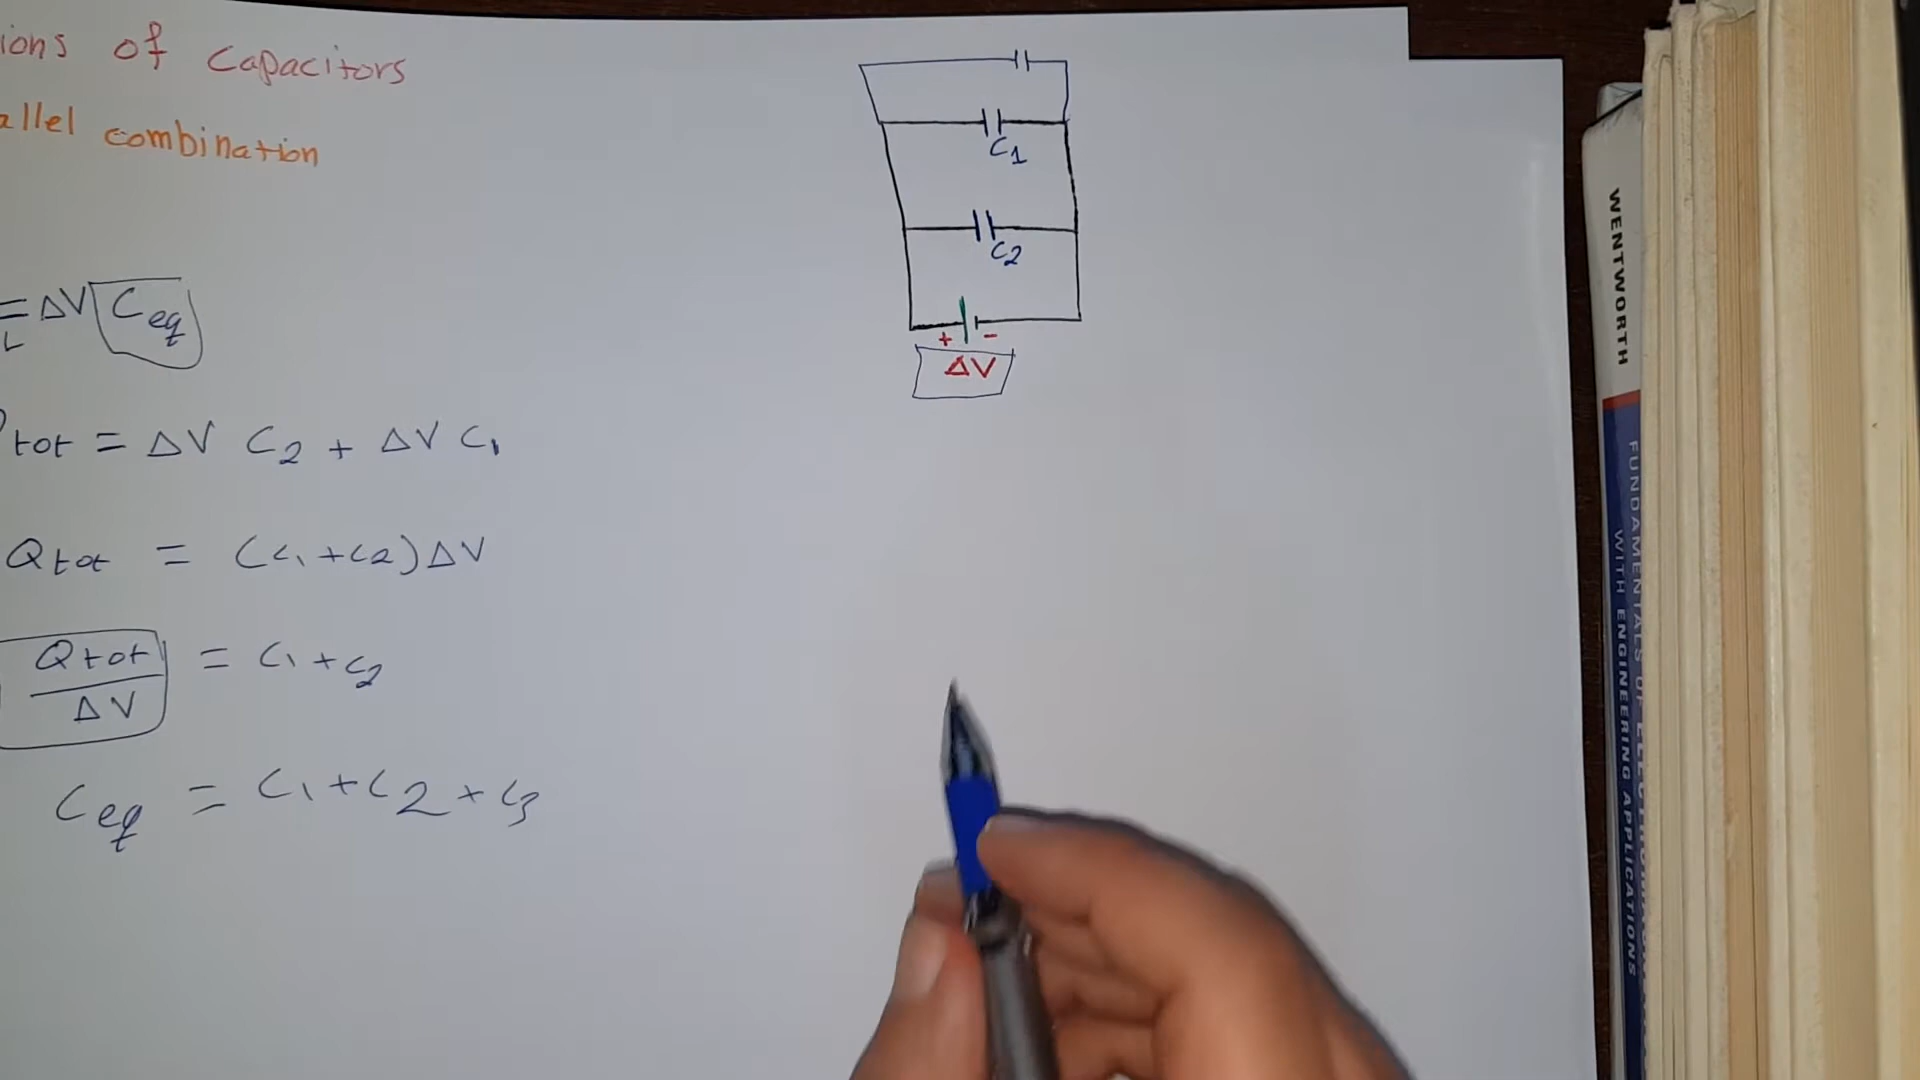 ions of Capacitors
allel combination
= ΔV Ceq
tot = ΔV C2 + ΔV C1
Qtot = (C1 + C2) ΔV
Qtot / ΔV = C1 + C2
Ceq = C1 + C2 + C3
C1
C2
+ -
ΔV
WENTWORTH
FUNDAMENTALS OF
WITH ENGINEERING APPLICATIONS